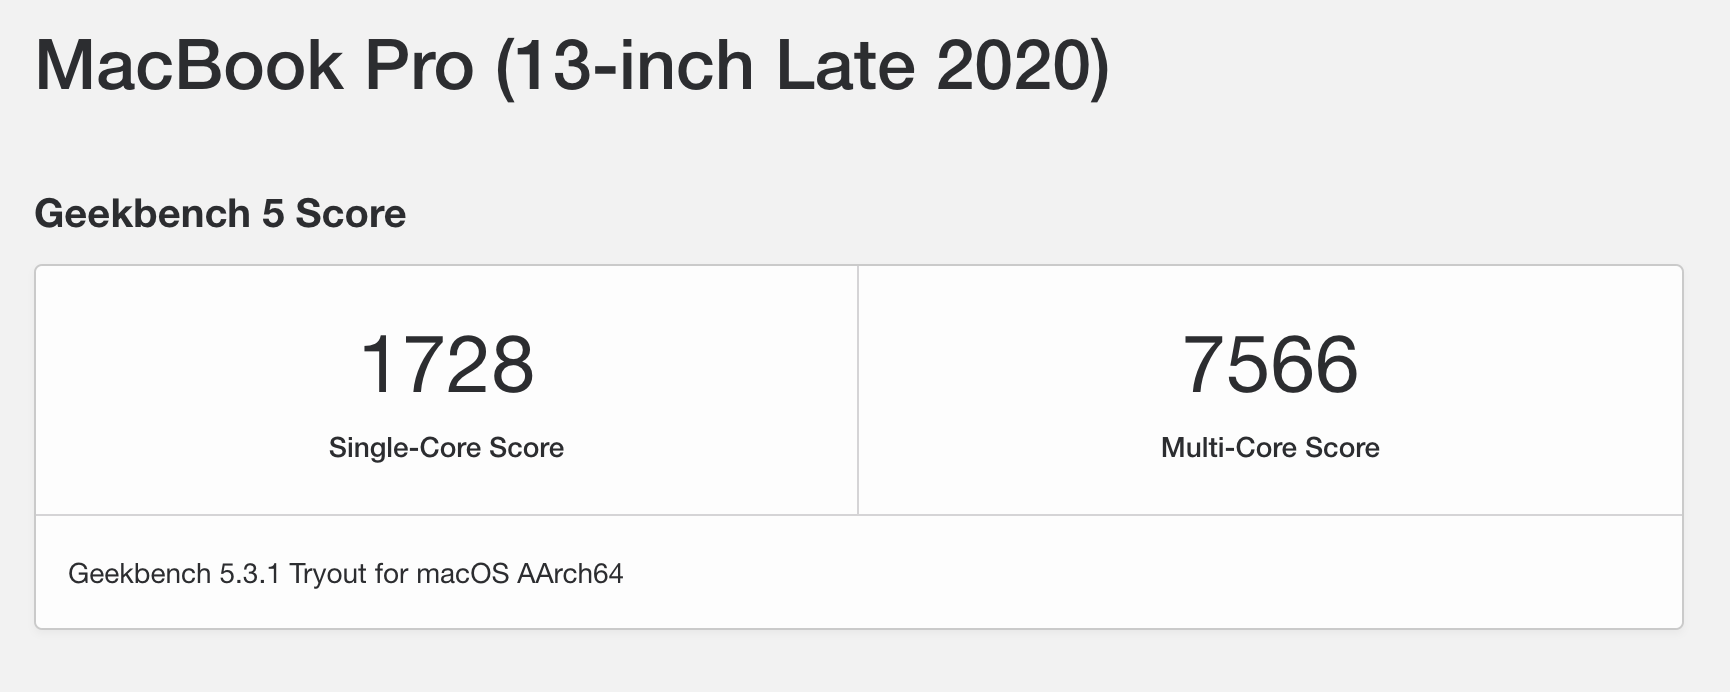 MacBook Pro (13-inch Late 2020)
Geekbench 5 Score
1728
Single-Core Score
7566
Multi-Core Score
Geekbench 5.3.1 Tryout for macOS AArch64